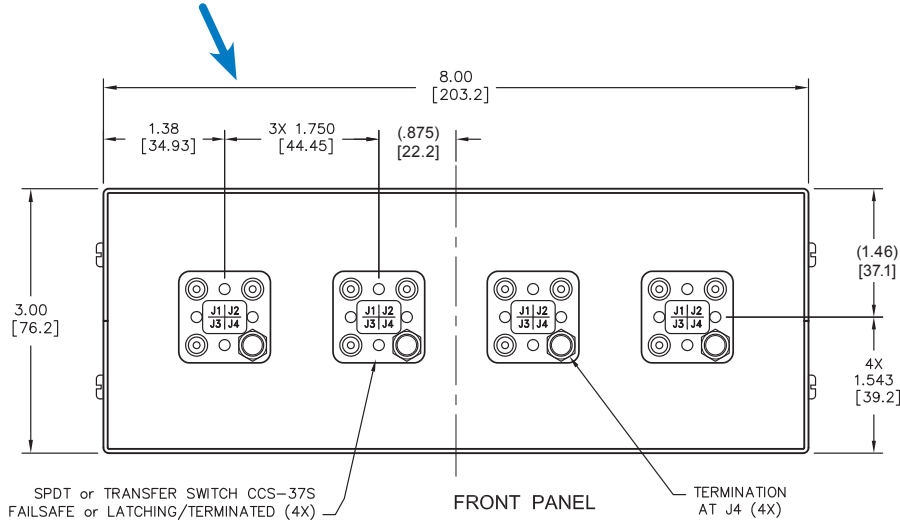 8.00
[203.2]
1.38
[34.93]
3X 1.750
[44.45]
(.875)
[22.2]
3.00
[76.2]
(1.46)
[37.1]
J1 J2
J3 J4
J1 J2
J3 J4
J1 J2
J3 J4
J1 J2
J3 J4
4X
1.543
[39.2]
SPDT or TRANSFER SWITCH CCS-37S
FAILSAFE or LATCHING/TERMINATED (4X)
FRONT PANEL
TERMINATION
AT J4 (4X)